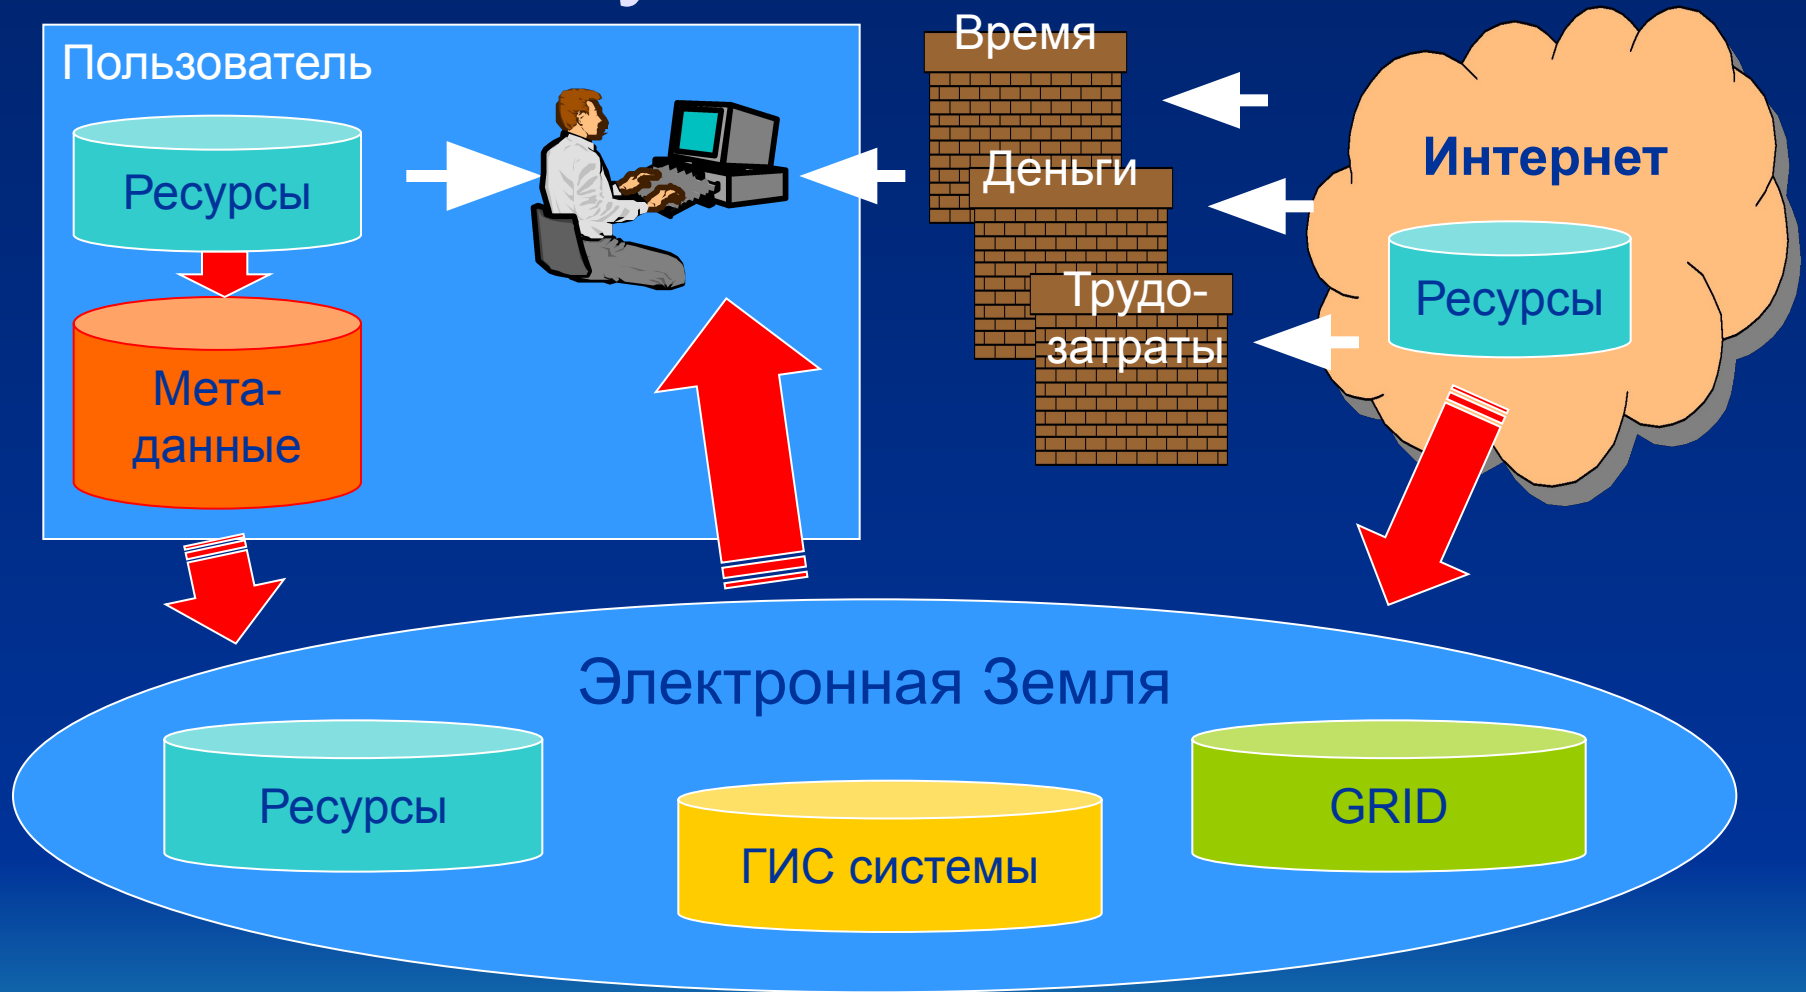 Пользователь
Ресурсы
Мета-
данные
Время
Деньги
Трудо-
затраты
Интернет
Ресурсы
Электронная Земля
Ресурсы
ГИС системы
GRID